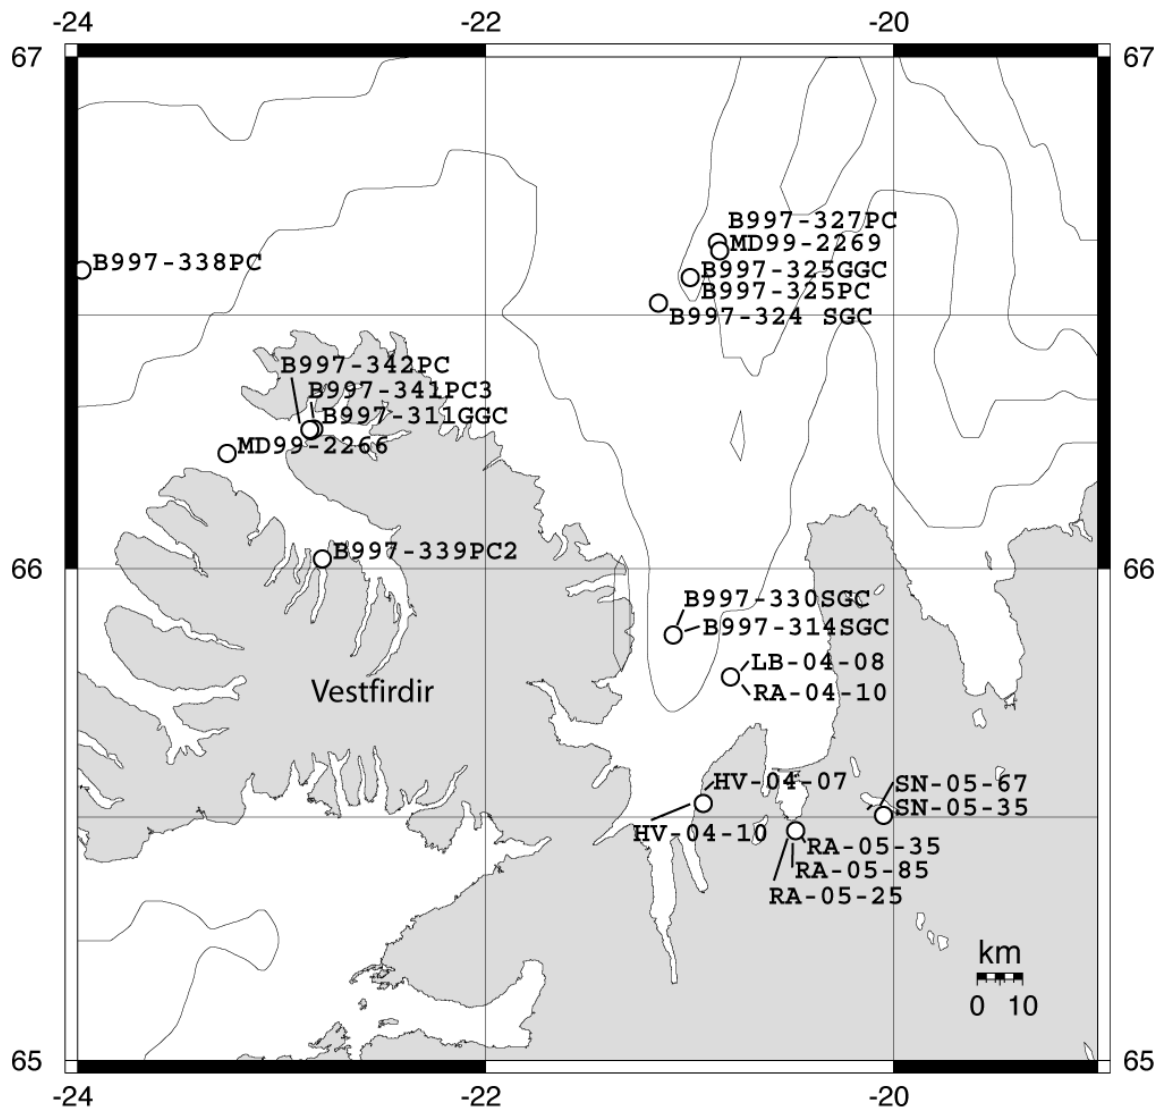 -24 -22 -20
67 67
B997-327PC
MD99-2269
B997-338PC
B997-325GGC
B997-325PC
B997-324 SGC
B997-342PC
B997-341PC3
B997-311GGC
MD99-2266
B997-339PC2
66 66
B997-330SGC
B997-314SGC
LB-04-08
Vestfirdir
RA-04-10
HV-04-07
SN-05-67
SN-05-35
HV-04-10
RA-05-35
RA-05-85
RA-05-25
km
0 10
65 65
-24 -22 -20